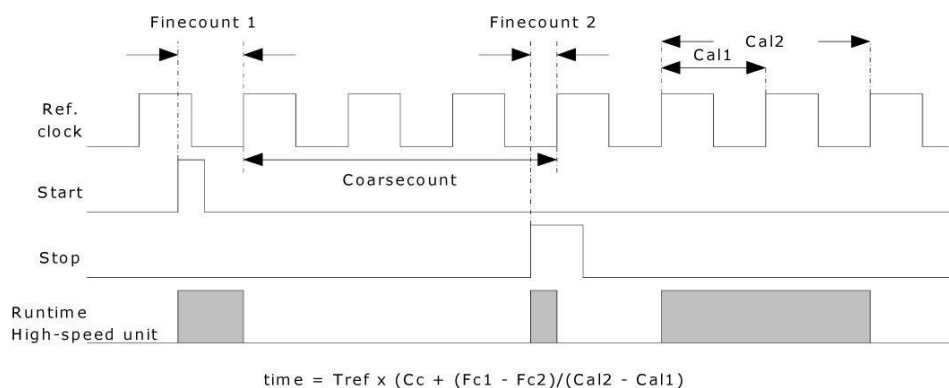 Finecount 1
Finecount 2
Cal2
Cal1
Ref.
clock
Coarsecount
Start
Stop
Runtime
High-speed unit
time = Tref x (Cc + (Fc1 - Fc2)/(Cal2 - Cal1)